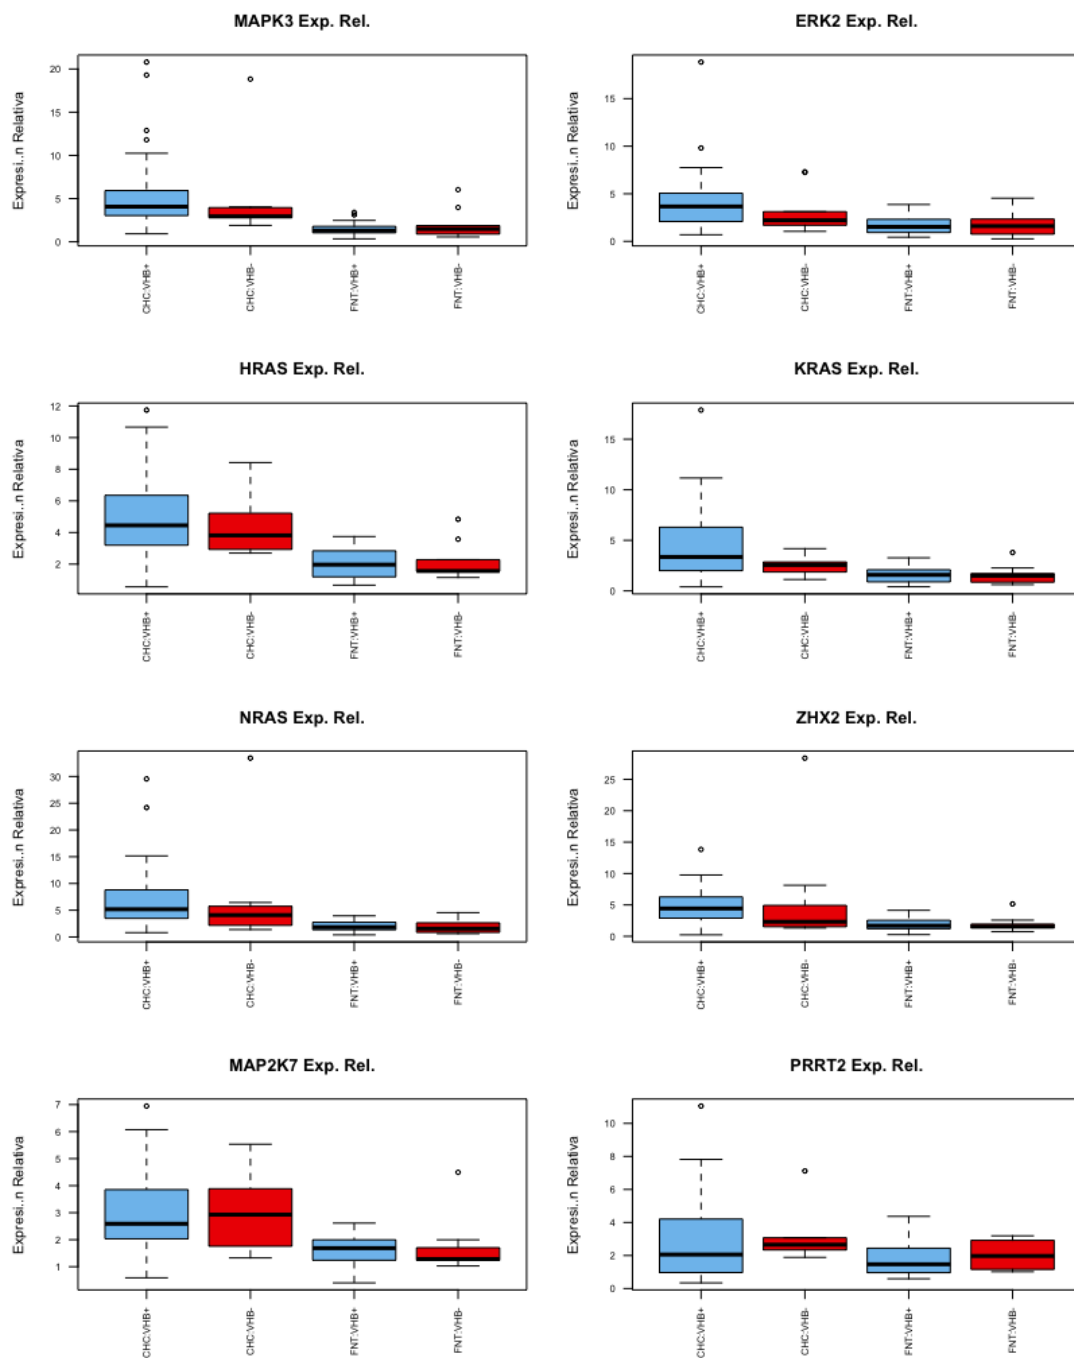 MAPK3 Exp. Rel.
Expresi..n Relativa
20
15
10
5
0
CHC:VHB+
CHC:VHB-
FNT:VHB+
FNT:VHB-
ERK2 Exp. Rel.
Expresi..n Relativa
15
10
5
0
CHC:VHB+
CHC:VHB-
FNT:VHB+
FNT:VHB-
HRAS Exp. Rel.
Expresi..n Relativa
12
10
8
6
4
2
CHC:VHB+
CHC:VHB-
FNT:VHB+
FNT:VHB-
KRAS Exp. Rel.
Expresi..n Relativa
15
10
5
0
CHC:VHB+
CHC:VHB-
FNT:VHB+
FNT:VHB-
NRAS Exp. Rel.
Expresi..n Relativa
30
25
20
15
10
5
0
CHC:VHB+
CHC:VHB-
FNT:VHB+
FNT:VHB-
ZHX2 Exp. Rel.
Expresi..n Relativa
25
20
15
10
5
0
CHC:VHB+
CHC:VHB-
FNT:VHB+
FNT:VHB-
MAP2K7 Exp. Rel.
Expresi..n Relativa
7
6
5
4
3
2
1
CHC:VHB+
CHC:VHB-
FNT:VHB+
FNT:VHB-
PRRT2 Exp. Rel.
Expresi..n Relativa
10
8
6
4
2
0
CHC:VHB+
CHC:VHB-
FNT:VHB+
FNT:VHB-